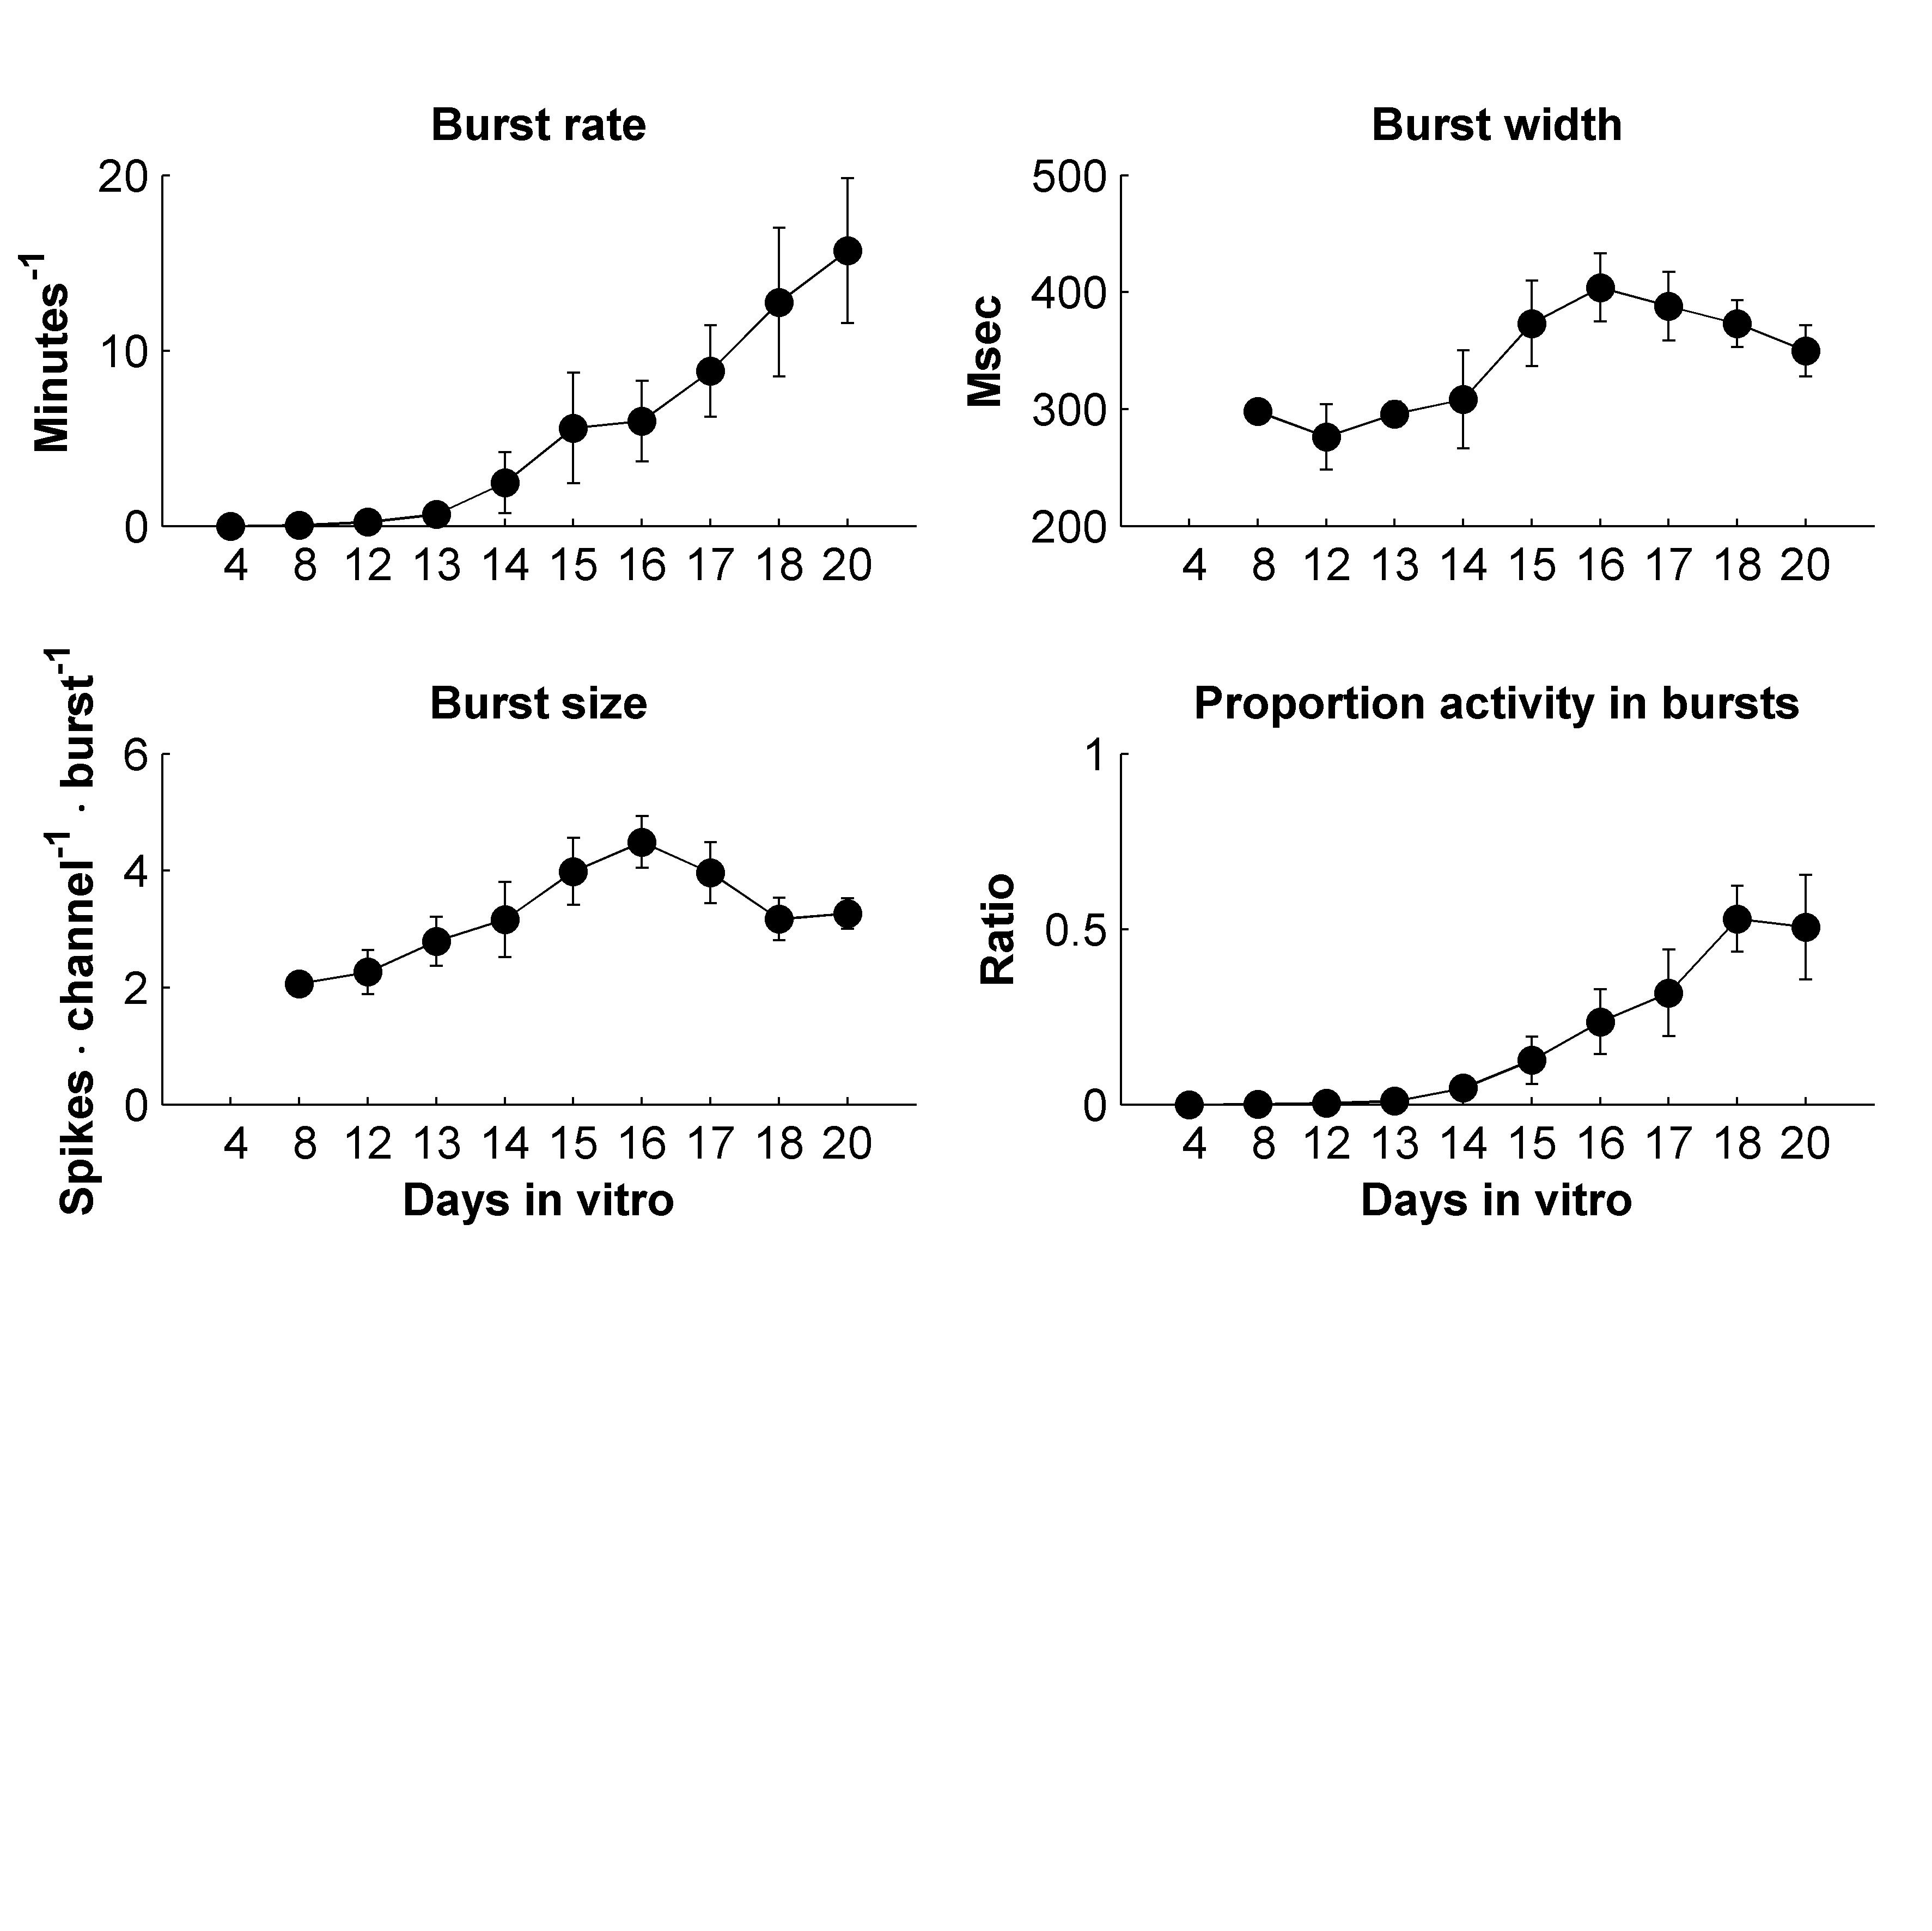 Burst rate
Minutes-1
20
10
0
4 8 12 13 14 15 16 17 18 20
Burst width
Msec
500
400
300
200
4 8 12 13 14 15 16 17 18 20
Burst size
Spikes · channel-1 · burst-1
6
4
2
0
4 8 12 13 14 15 16 17 18 20
Days in vitro
Proportion activity in bursts
Ratio
1
0.5
0
4 8 12 13 14 15 16 17 18 20
Days in vitro